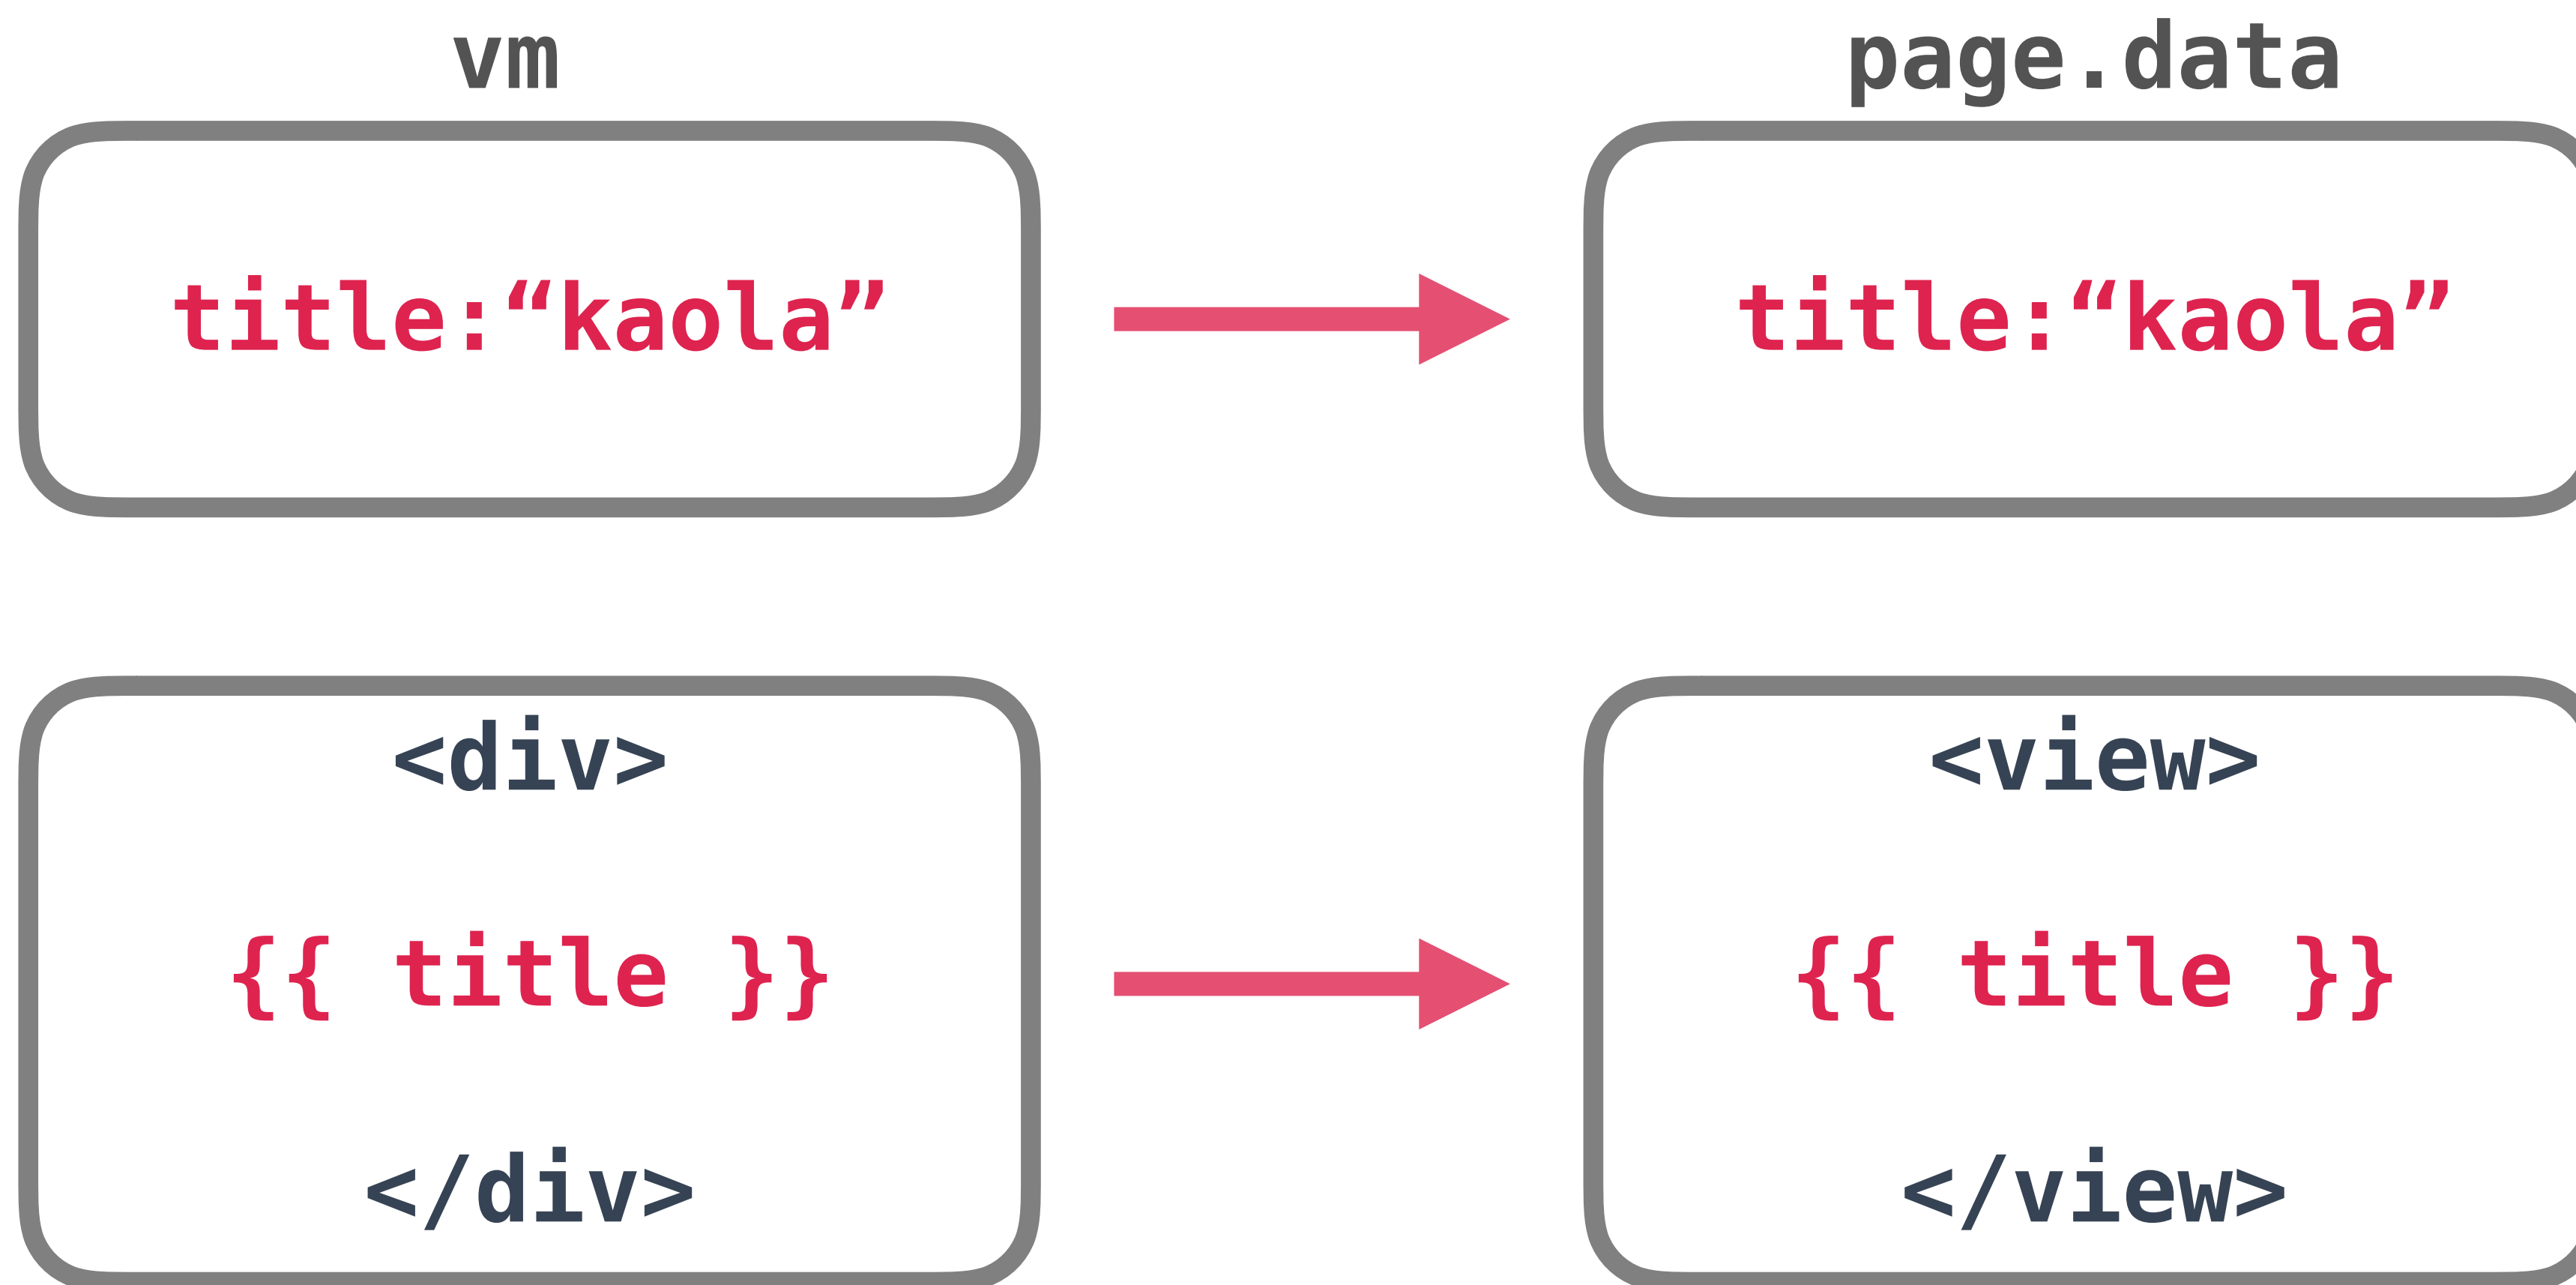 vm
page.data
title:“kaola”
title:“kaola”
<div>
{{ title }}
</div>
<view>
{{ title }}
</view>